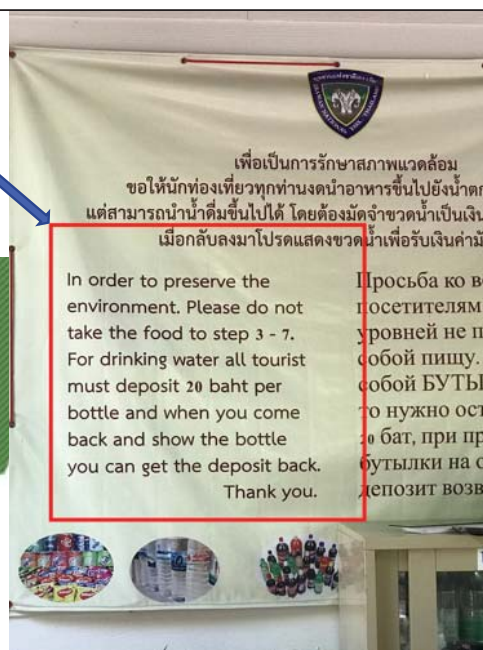 เพื่อเป็นการรักษาสภาพแวดล้อม
ขอให้นักท่องเที่ยวทุกท่านงดนำอาหารขึ้นไปยังน้ำตก
แต่สามารถนำน้ำดื่มขึ้นไปได้ โดยต้องมัดจำขวดน้ำเป็นเงิน
เมื่อกลับลงมาโปรดแสดงขวดน้ำเพื่อรับเงินค่ามั
In order to preserve the
environment. Please do not
take the food to step 3 - 7.
For drinking water all tourist
must deposit 20 baht per
bottle and when you come
back and show the bottle
you can get the deposit back.
Thank you.
Просьба ко в
посетителям
уровней не п
собой пищу.
собой БУТЫ
то нужно ост
20 бат, при пр
бутылки на с
депозит возв